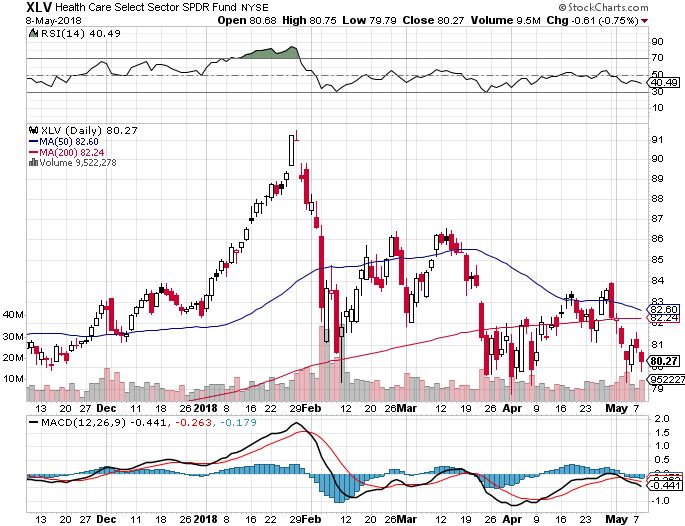 XLV Health Care Select Sector SPDR Fund NYSE © StockCharts.com
8-May-2018 Open 80.68 High 80.75 Low 79.79 Close 80.27 Volume 9.5M Chg -0.61 (-0.75%)
RSI(14) 40.49
90
70
50
40.49
30
10
XLV (Daily) 80.27
MA(50) 82.60
MA(200) 82.24
Volume 9,522,278
91
90
89
88
87
86
85
84
83
82.60
82.24
82
81
80.27
79
40M
30M
20M
10M
9522227
13 20 27 Dec 11 18 26 2018 8 16 22 29 Feb 12 20 26 Mar 12 19 26 Apr 9 16 23 May 7
MACD(12,26,9) -0.441, -0.263, -0.179
2.0
1.5
1.0
0.5
0.0
-0.441
-1.0
13 20 27 Dec 11 18 26 2018 8 16 22 29 Feb 12 20 26 Mar 12 19 26 Apr 9 16 23 May 7